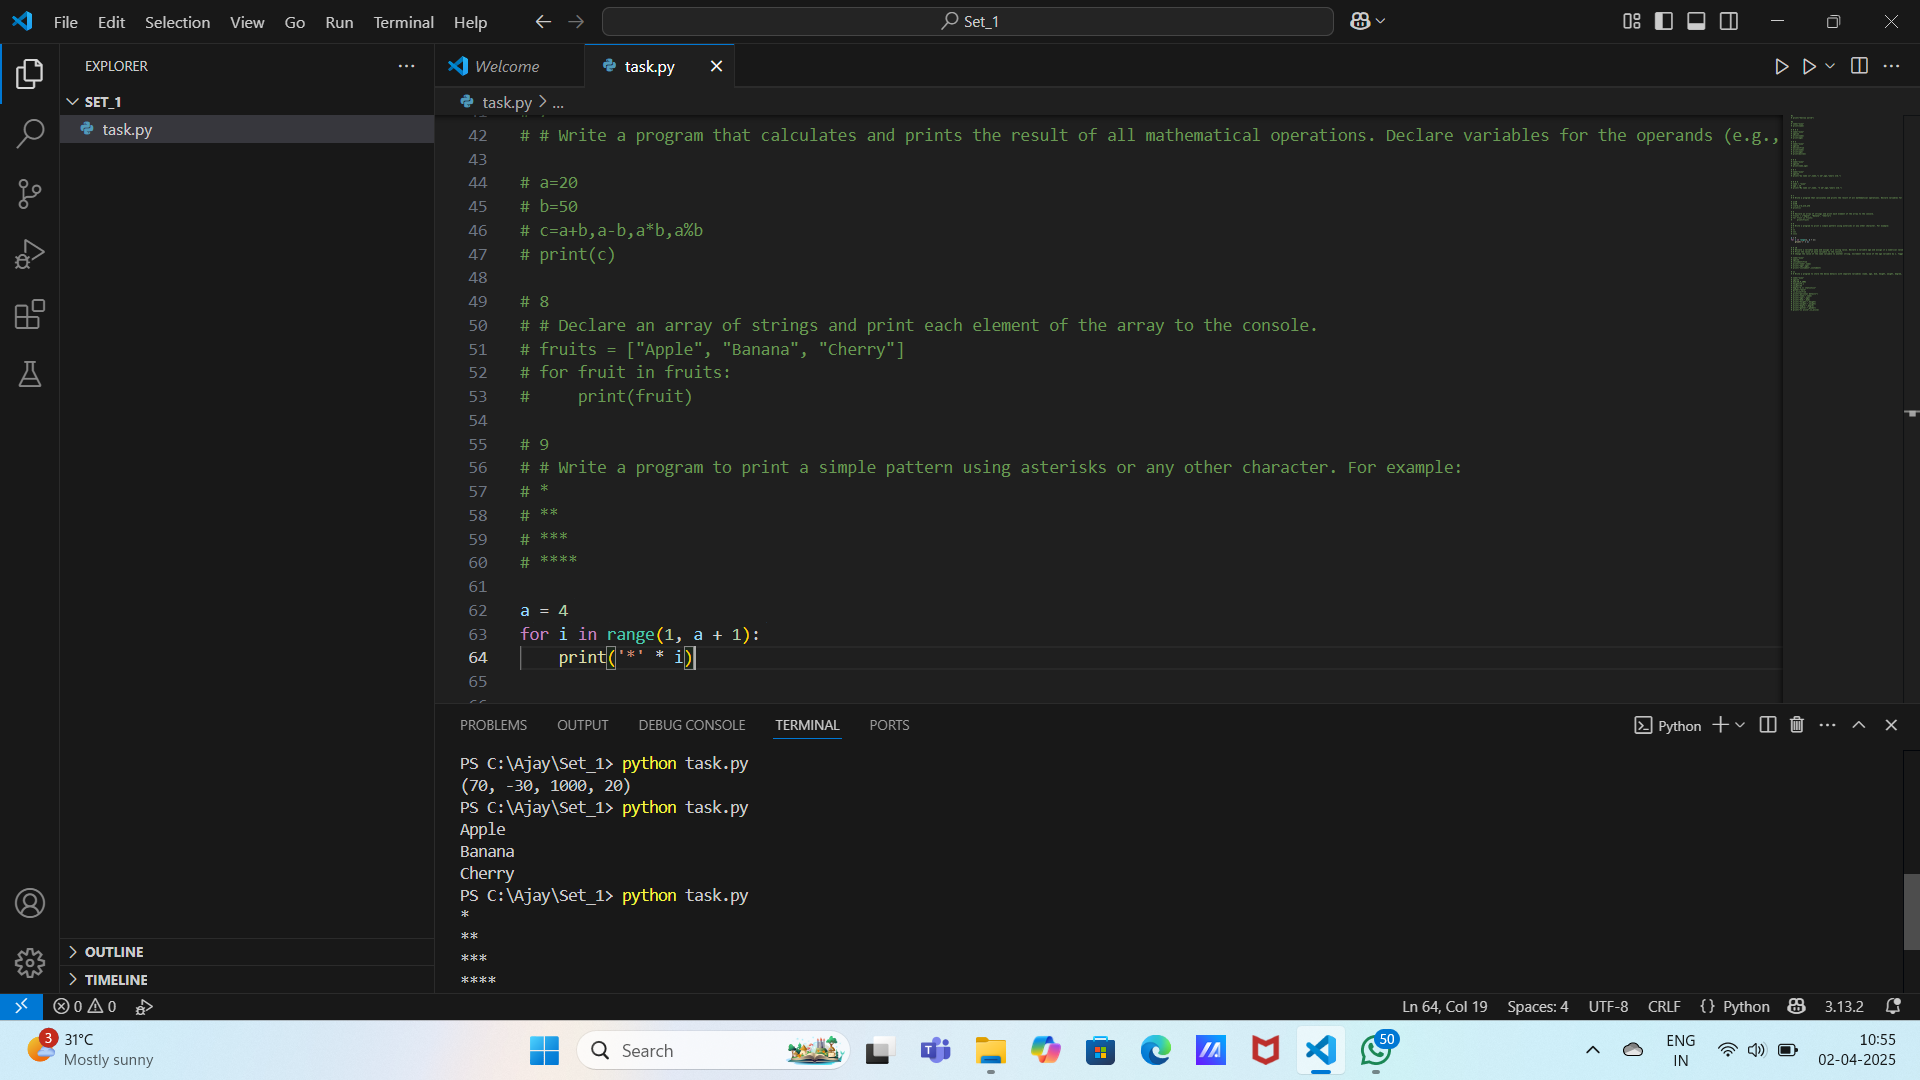 File Edit Selection View Go Run Terminal Help
Set_1
EXPLORER
SET_1
task.py
OUTLINE
TIMELINE
Welcome
task.py
task.py > ...
42 # # Write a program that calculates and prints the result of all mathematical operations. Declare variables for the operands (e.g.,
43
44 # a=20
45 # b=50
46 # c=a+b,a-b,a*b,a%b
47 # print(c)
48
49 # 8
50 # # Declare an array of strings and print each element of the array to the console.
51 # fruits = ["Apple", "Banana", "Cherry"]
52 # for fruit in fruits:
53 #     print(fruit)
54
55 # 9
56 # # Write a program to print a simple pattern using asterisks or any other character. For example:
57 # *
58 # **
59 # ***
60 # ****
61
62 a = 4
63 for i in range(1, a + 1):
64     print('*' * i)
65
PROBLEMS OUTPUT DEBUG CONSOLE TERMINAL PORTS
Python
PS C:\Ajay\Set_1> python task.py
(70, -30, 1000, 20)
PS C:\Ajay\Set_1> python task.py
Apple
Banana
Cherry
PS C:\Ajay\Set_1> python task.py
*
**
***
****
0 0
Ln 64, Col 19 Spaces: 4 UTF-8 CRLF {} Python 3.13.2
3
31°C
Mostly sunny
Search
50
ENG
IN
10:55
02-04-2025